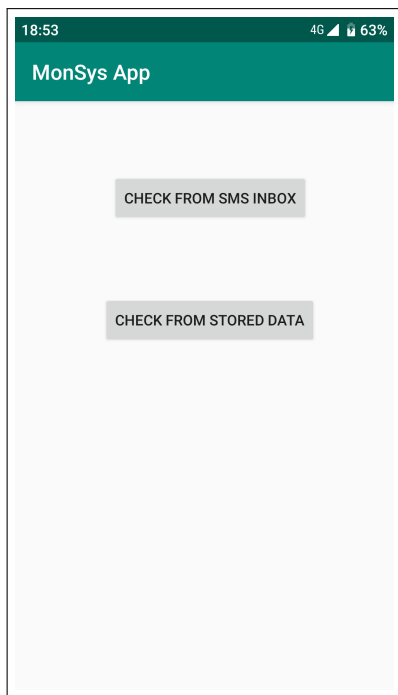 18:53 4G 63%
MonSys App
CHECK FROM SMS INBOX
CHECK FROM STORED DATA